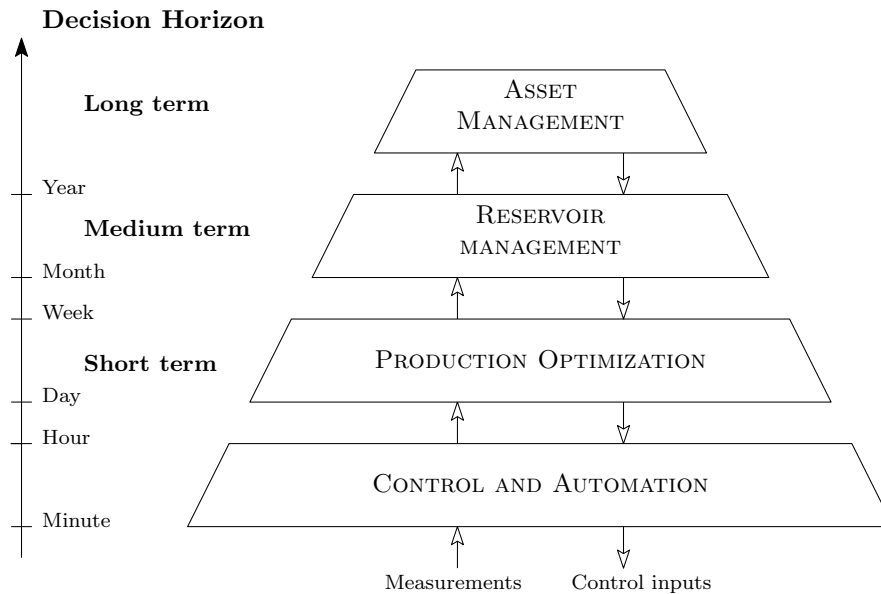 Decision Horizon
Long term
Asset
Management
Year
Medium term
Reservoir
management
Month
Week
Short term
Production Optimization
Day
Hour
Control and Automation
Minute
Measurements
Control inputs